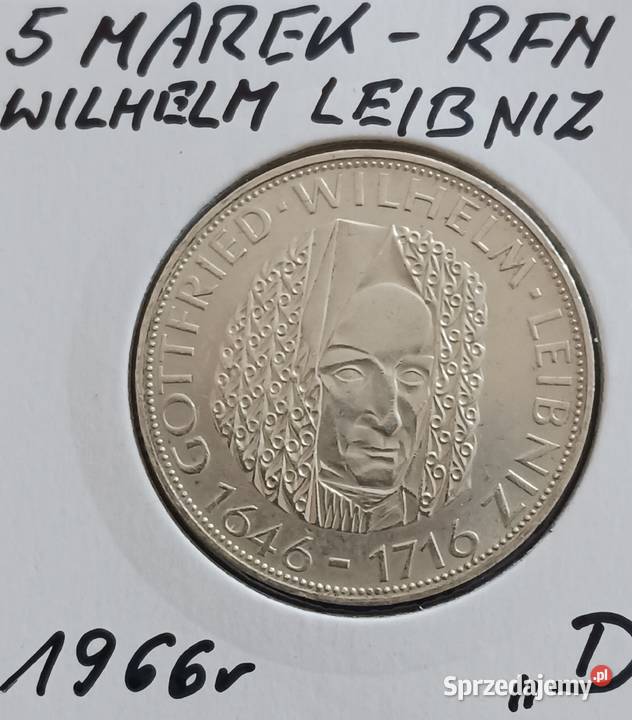 5 MAREK - RFN
WILHELM LEIBNIZ
GOTTFRIED · WILHELM · LEIBNIZ
1646 - 1716
1966r
„-D
Sprzedajemy.pl